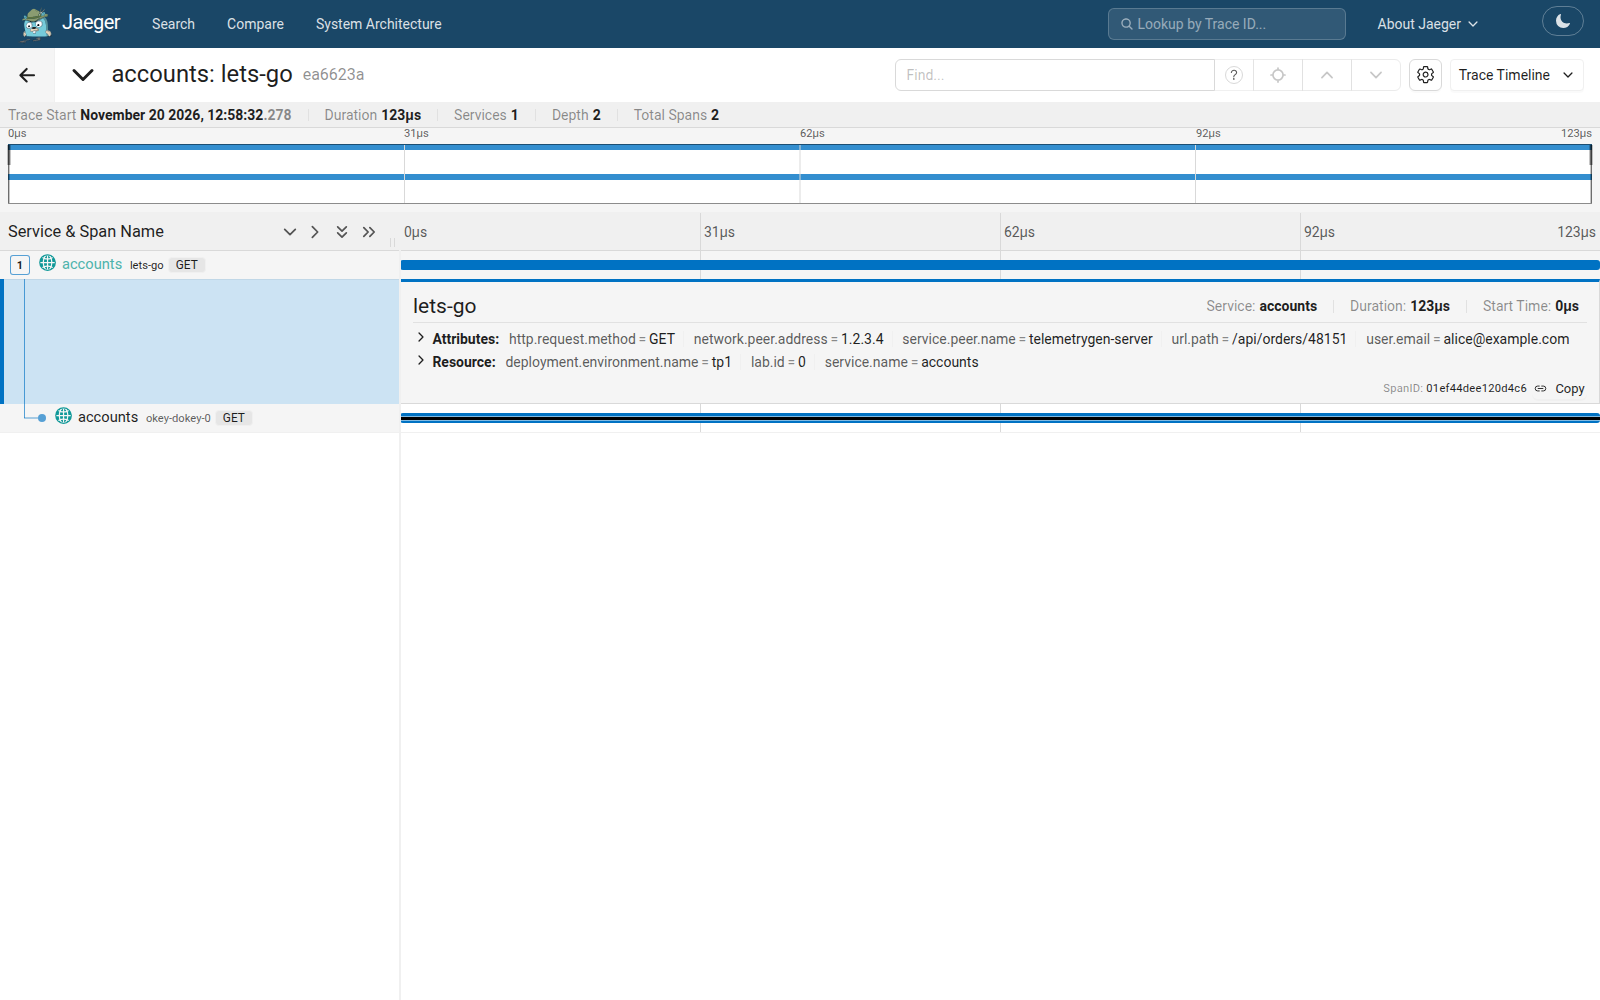 Jaeger Search Compare System Architecture Lookup by Trace ID... About Jaeger
accounts: lets-go ea6623a Find... ? Trace Timeline
Trace Start November 20 2026, 12:58:32.278 Duration 123μs Services 1 Depth 2 Total Spans 2
0μs 31μs 62μs 92μs 123μs
Service & Span Name 0μs 31μs 62μs 92μs 123μs
1 accounts lets-go GET
lets-go Service: accounts Duration: 123μs Start Time: 0μs
Attributes: http.request.method = GET network.peer.address = 1.2.3.4 service.peer.name = telemetrygen-server url.path = /api/orders/48151 user.email = alice@example.com
Resource: deployment.environment.name = tp1 lab.id = 0 service.name = accounts
SpanID: 01ef44dee120d4c6 Copy
accounts okey-dokey-0 GET